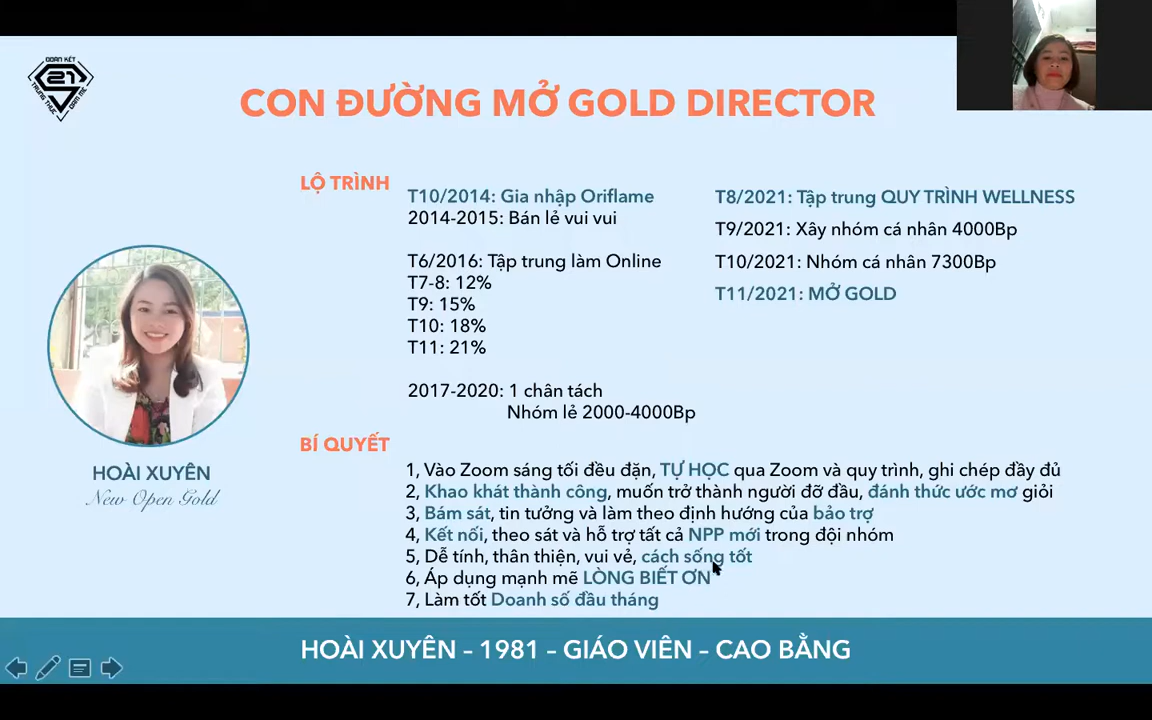 ĐOÀN KẾT
21
TRUNG THỰC
ĐAM MÊ
CON ĐƯỜNG MỞ GOLD DIRECTOR
LỘ TRÌNH
T10/2014: Gia nhập Oriflame
2014-2015: Bán lẻ vui vui
T6/2016: Tập trung làm Online
T7-8: 12%
T9: 15%
T10: 18%
T11: 21%
2017-2020: 1 chân tách
Nhóm lẻ 2000-4000Bp
T8/2021: Tập trung QUY TRÌNH WELLNESS
T9/2021: Xây nhóm cá nhân 4000Bp
T10/2021: Nhóm cá nhân 7300Bp
T11/2021: MỞ GOLD
HOÀI XUYÊN
New Open Gold
BÍ QUYẾT
1, Vào Zoom sáng tối đều đặn, TỰ HỌC qua Zoom và quy trình, ghi chép đầy đủ
2, Khao khát thành công, muốn trở thành người đỡ đầu, đánh thức ước mơ giỏi
3, Bám sát, tin tưởng và làm theo định hướng của bảo trợ
4, Kết nối, theo sát và hỗ trợ tất cả NPP mới trong đội nhóm
5, Dễ tính, thân thiện, vui vẻ, cách sống tốt
6, Áp dụng mạnh mẽ LÒNG BIẾT ƠN
7, Làm tốt Doanh số đầu tháng
HOÀI XUYÊN – 1981 – GIÁO VIÊN – CAO BẰNG